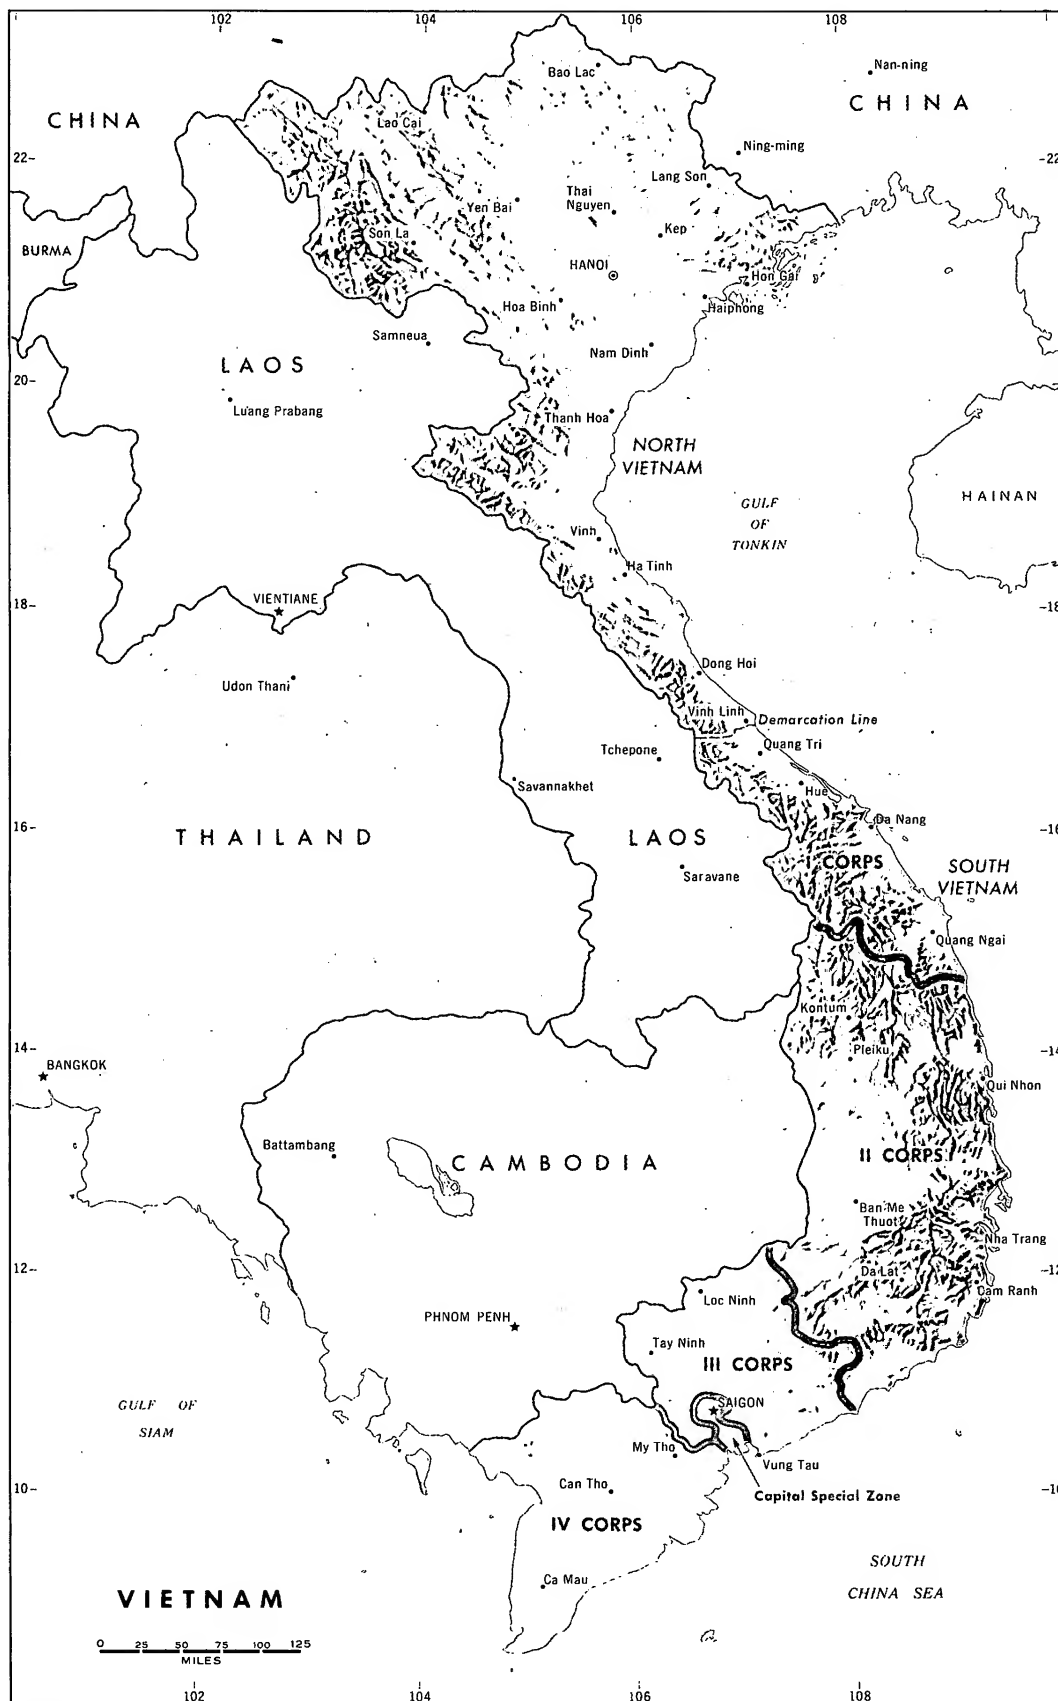 102
104
106
108
Bao Lac
Nan-ning
CHINA
CHINA
Lao Cai
Ning-ming
22-
-22
Lang Son
Thai
Nguyen
Yen Bai
Son La
Kep
BURMA
HANOI
Hon Gai
Hoa Binh
Haiphong
Samneua
Nam Dinh
LAOS
20-
Luang Prabang
Thanh Hoa
NORTH
VIETNAM
HAINAN
GULF
OF
TONKIN
Vinh
Ha Tinh
VIENTIANE
18-
-18
Dong Hoi
Udon Thani
Vinh Linh
Demarcation Line
Tchepone
Quang Tri
Savannakhet
Hue
16-
-16
Da Nang
THAILAND
LAOS
I CORPS
SOUTH
VIETNAM
Saravane
Quang Ngai
Kontum
14-
-14
Pleiku
BANGKOK
Qui Nhon
Battambang
CAMBODIA
II CORPS
Ban Me
Thuot
Nha Trang
12-
-12
Da Lat
Cam Ranh
Loc Ninh
PHNOM PENH
Tay Ninh
III CORPS
SAIGON
GULF OF
SIAM
My Tho
Vung Tau
10-
-10
Can Tho
Capital Special Zone
IV CORPS
SOUTH
CHINA SEA
Ca Mau
VIETNAM
0 25 50 75 100 125
MILES
102
104
106
108